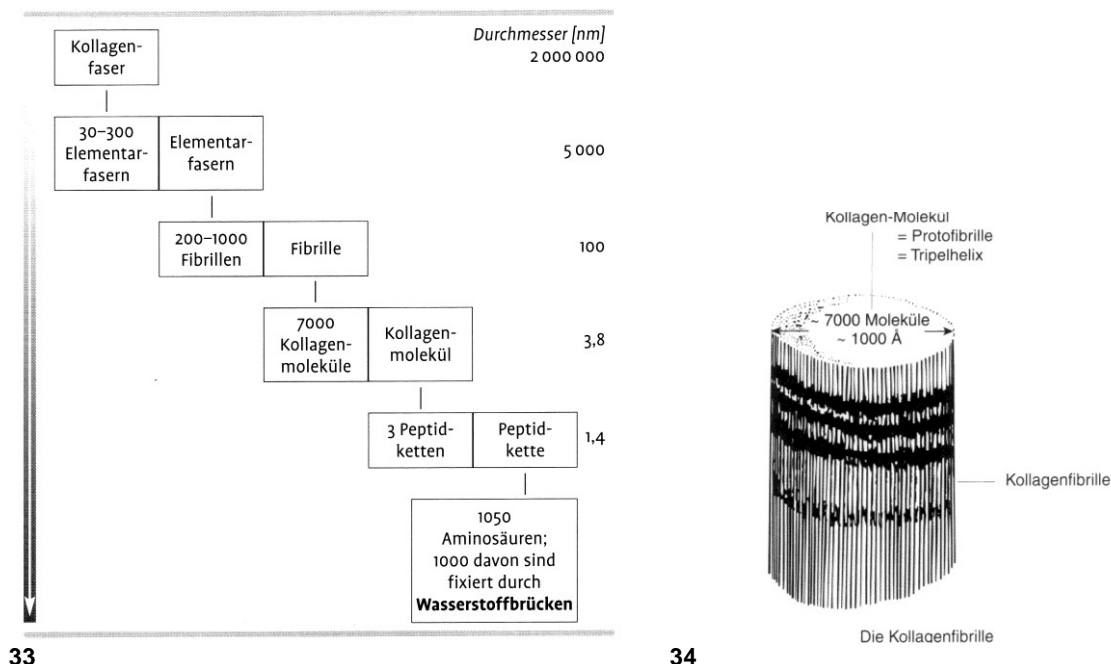 Durchmesser [nm]
Kollagen-
faser
2 000 000
30–300
Elementar-
fasern
Elementar-
fasern
5 000
200–1000
Fibrillen
Fibrille
100
7000
Kollagen-
moleküle
Kollagen-
molekül
3,8
3 Peptid-
ketten
Peptid-
kette
1,4
1050
Aminosäuren;
1000 davon sind
fixiert durch
Wasserstoffbrücken
33
Kollagen-Molekül
= Protofibrille
= Tripelhelix
~ 7000 Moleküle
~ 1000 Å
Kollagenfibrille
Die Kollagenfibrille
34